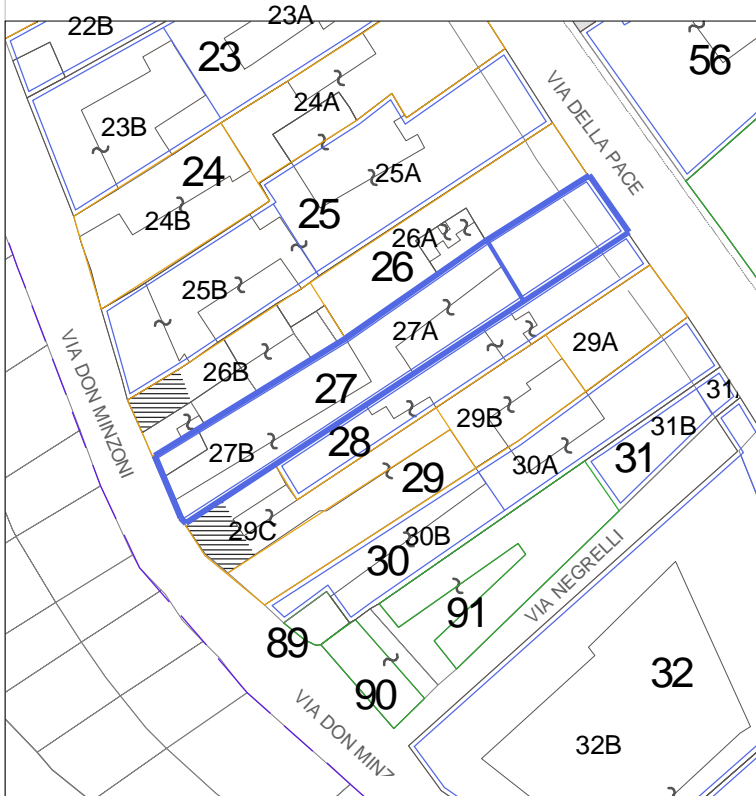 23A
22B
23
56
24A
23B
VIA DELLA PACE
24
25A
24B
25
26A
26
25B
27A
29A
VIA DON MINZONI
26B
27
31
29B
31B
28
27B
31
30A
29
29C
30B
30
VIA NEGRELLI
91
89
32
90
VIA DON MINZ
32B